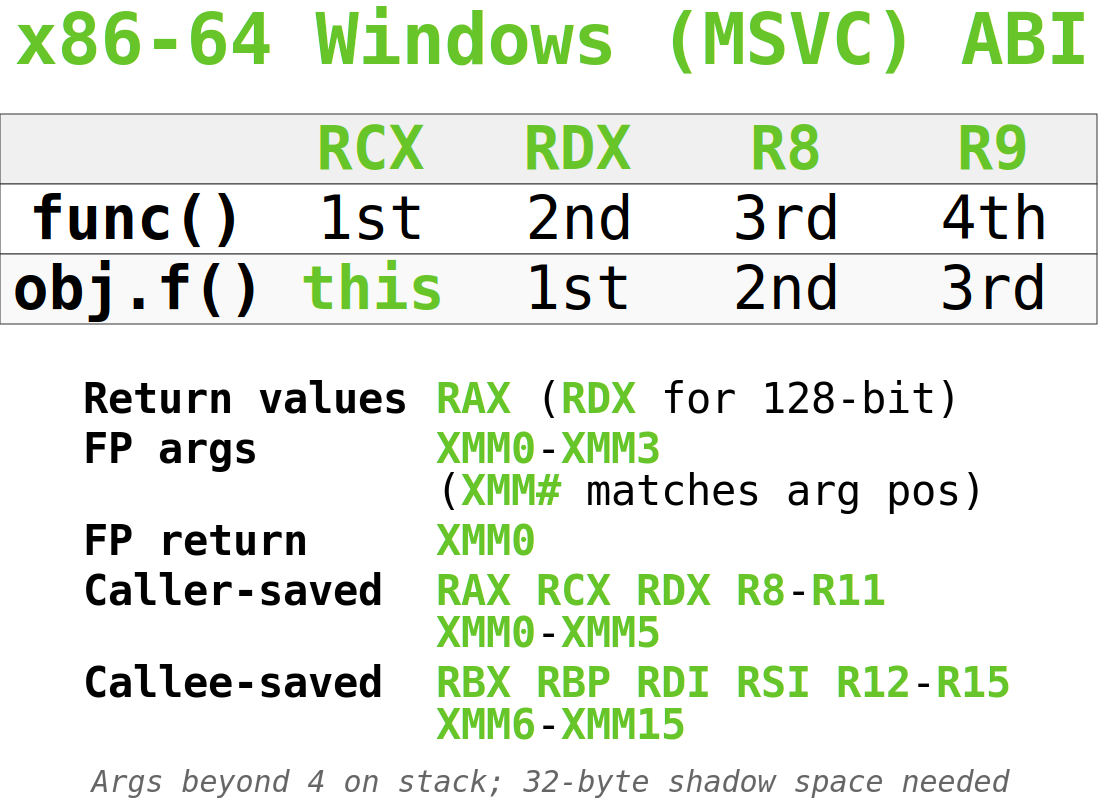 x86-64 Windows (MSVC) ABI
RCX RDX R8 R9
func() 1st 2nd 3rd 4th
obj.f() this 1st 2nd 3rd
Return values RAX (RDX for 128-bit)
FP args XMM0-XMM3
(XMM# matches arg pos)
FP return XMM0
Caller-saved RAX RCX RDX R8-R11
XMM0-XMM5
Callee-saved RBX RBP RDI RSI R12-R15
XMM6-XMM15
Args beyond 4 on stack; 32-byte shadow space needed